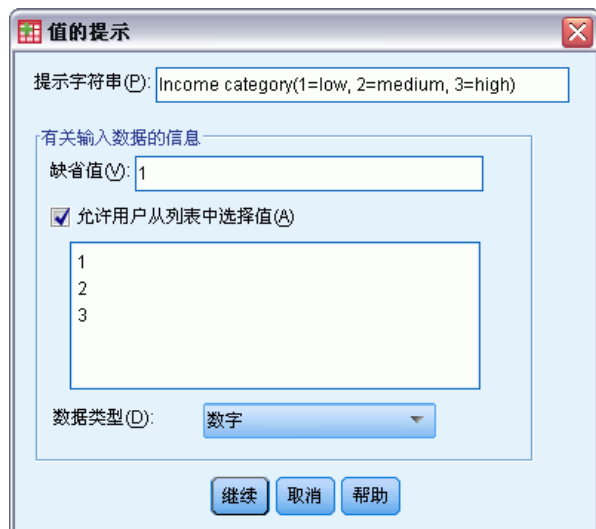 值的提示
提示字符串(P): Income category(1=low, 2=medium, 3=high)
有关输入数据的信息
缺省值(V): 1
允许用户从列表中选择值(A)
1
2
3
数据类型(D): 数字
继续 取消 帮助